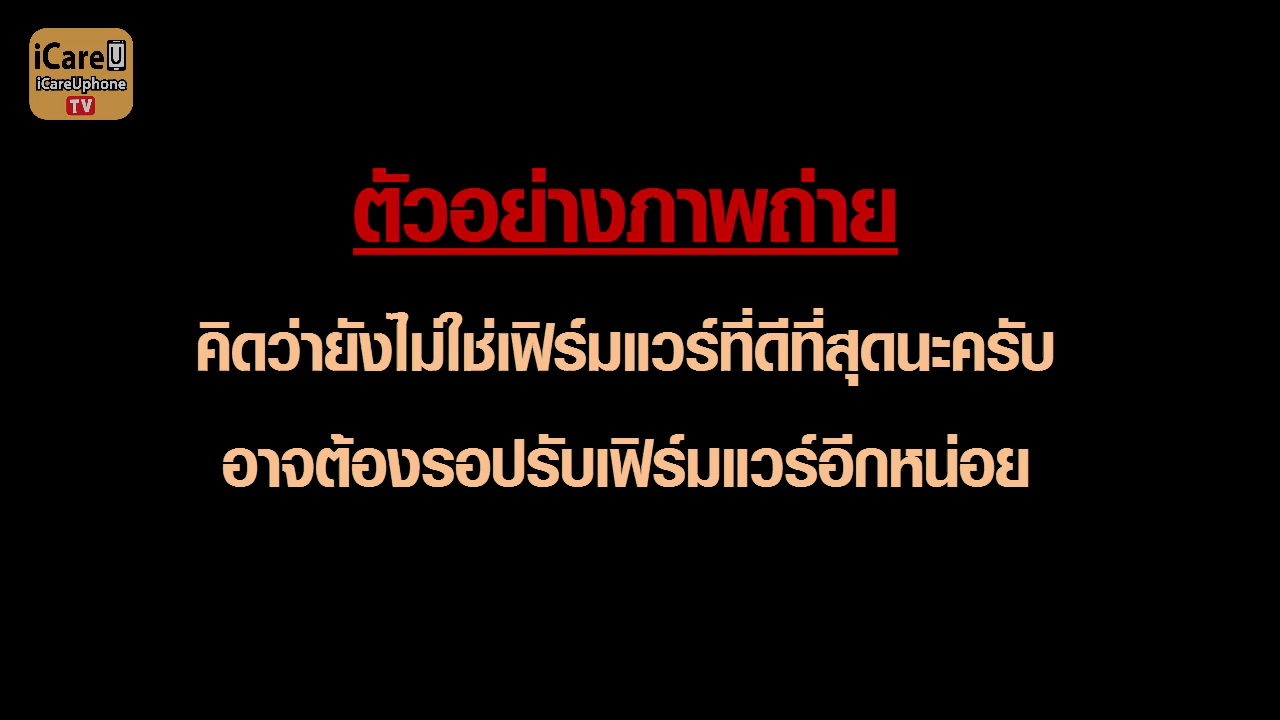 iCareU
iCareUphone
TV
ตัวอย่างภาพถ่าย
คิดว่ายังไม่ใช่เฟิร์มแวร์ที่ดีที่สุดนะครับ
อาจต้องรอปรับเฟิร์มแวร์อีกหน่อย